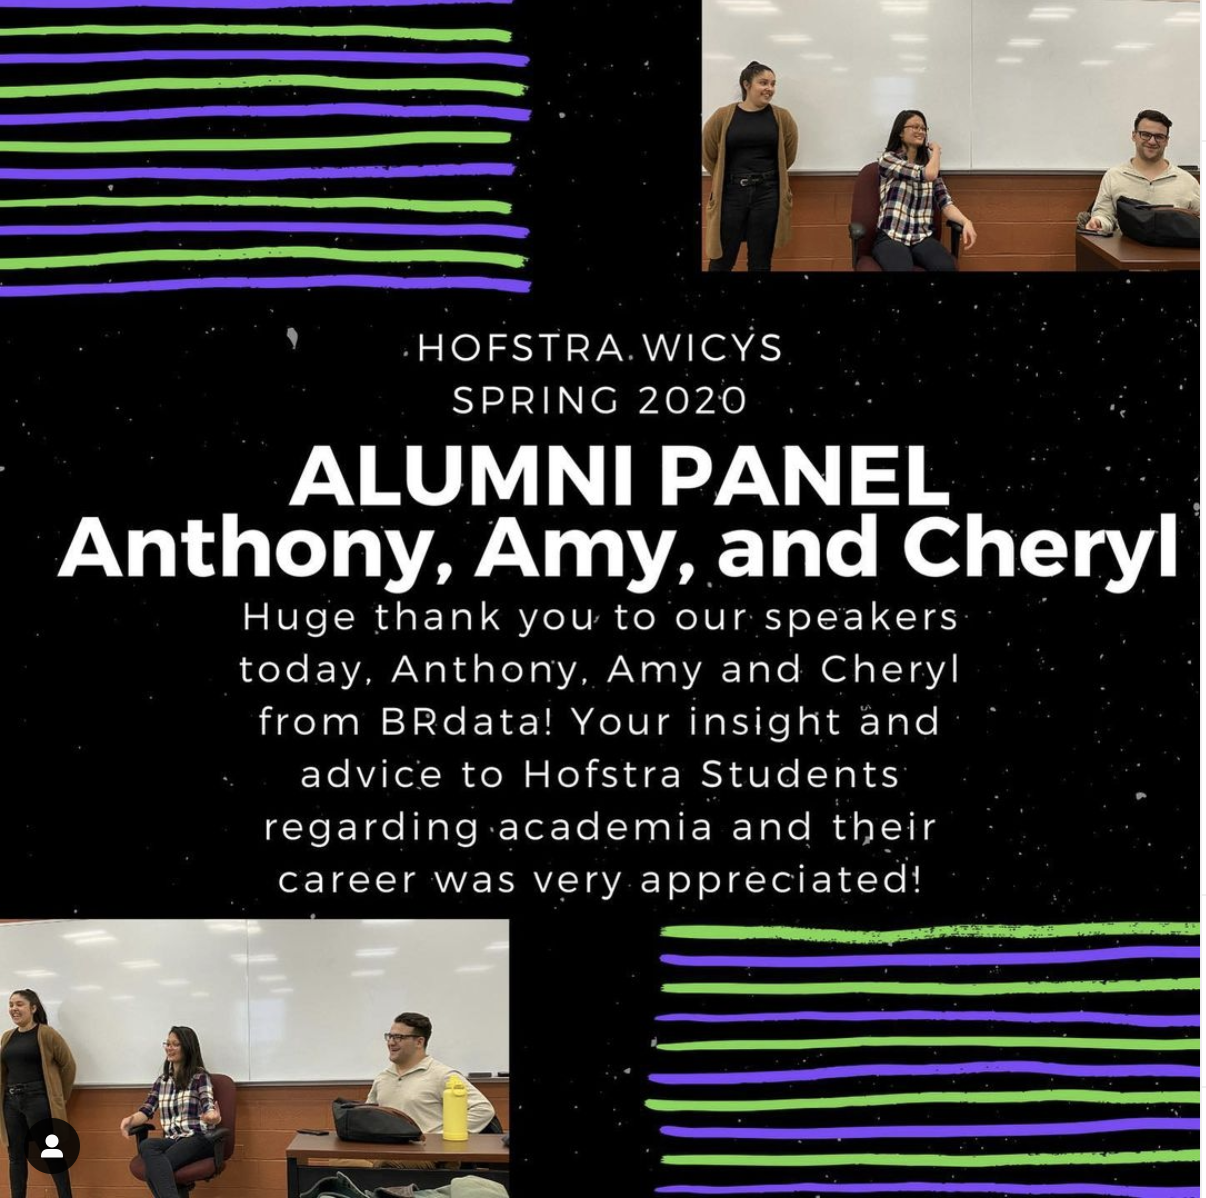 HOFSTRA WICYS
SPRING 2020
ALUMNI PANEL
Anthony, Amy, and Cheryl
Huge thank you to our speakers
today, Anthony, Amy and Cheryl
from BRdata! Your insight and
advice to Hofstra Students
regarding academia and their
career was very appreciated!